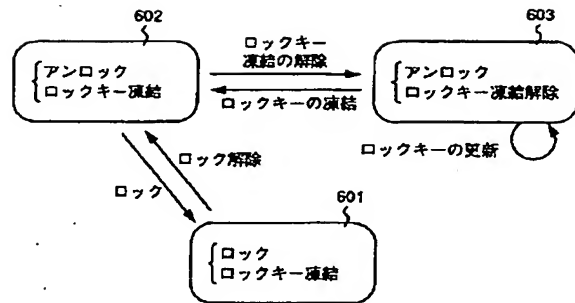 602
アンロック
ロックキー凍結
ロックキー
凍結の解除
ロックキーの凍結
603
アンロック
ロックキー凍結解除
ロックキーの更新
ロック解除
ロック
601
ロック
ロックキー凍結